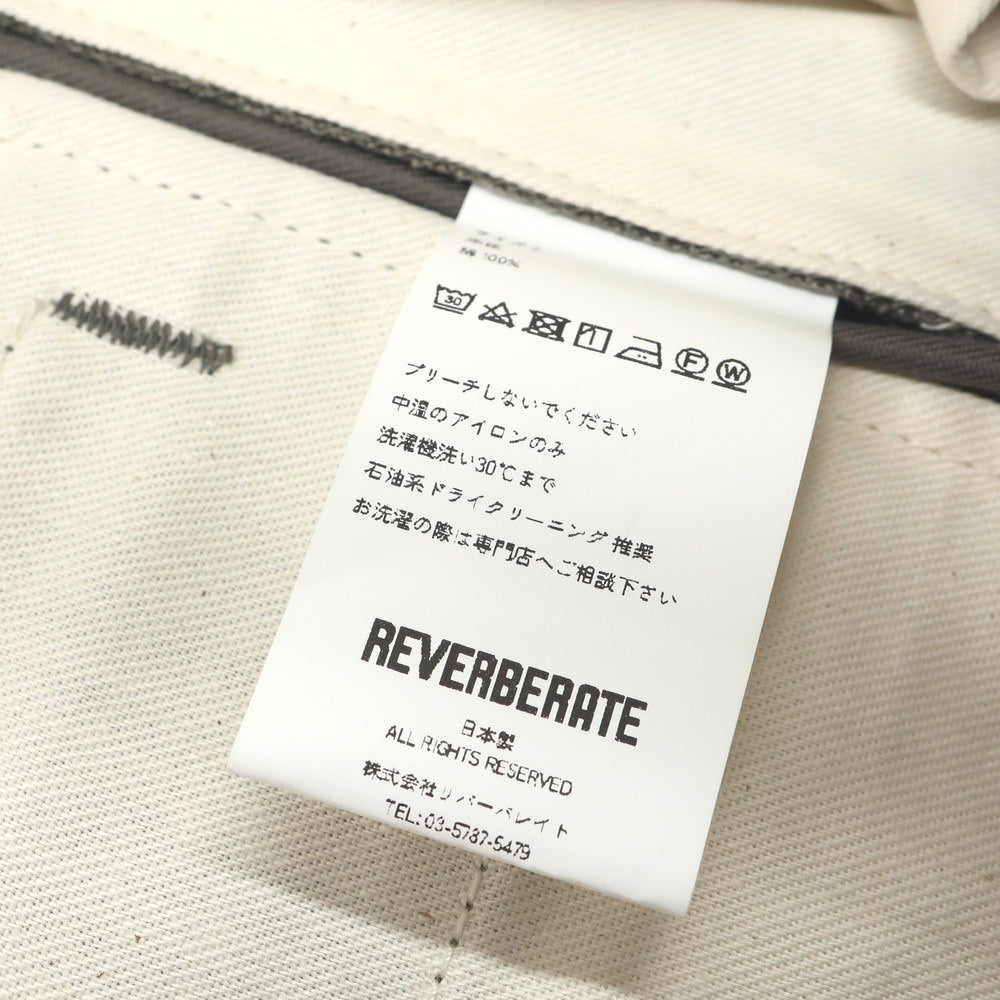 100%
30
F W
ブリーチしないでください
中温のアイロンのみ
洗濯機洗い30℃まで
石油系ドライクリーニング推奨
お洗濯の際は専門店へご相談下さい
REVERBERATE
日本製
ALL RIGHTS RESERVED
株式会社リバーバレイト
TEL:03-5787-5479